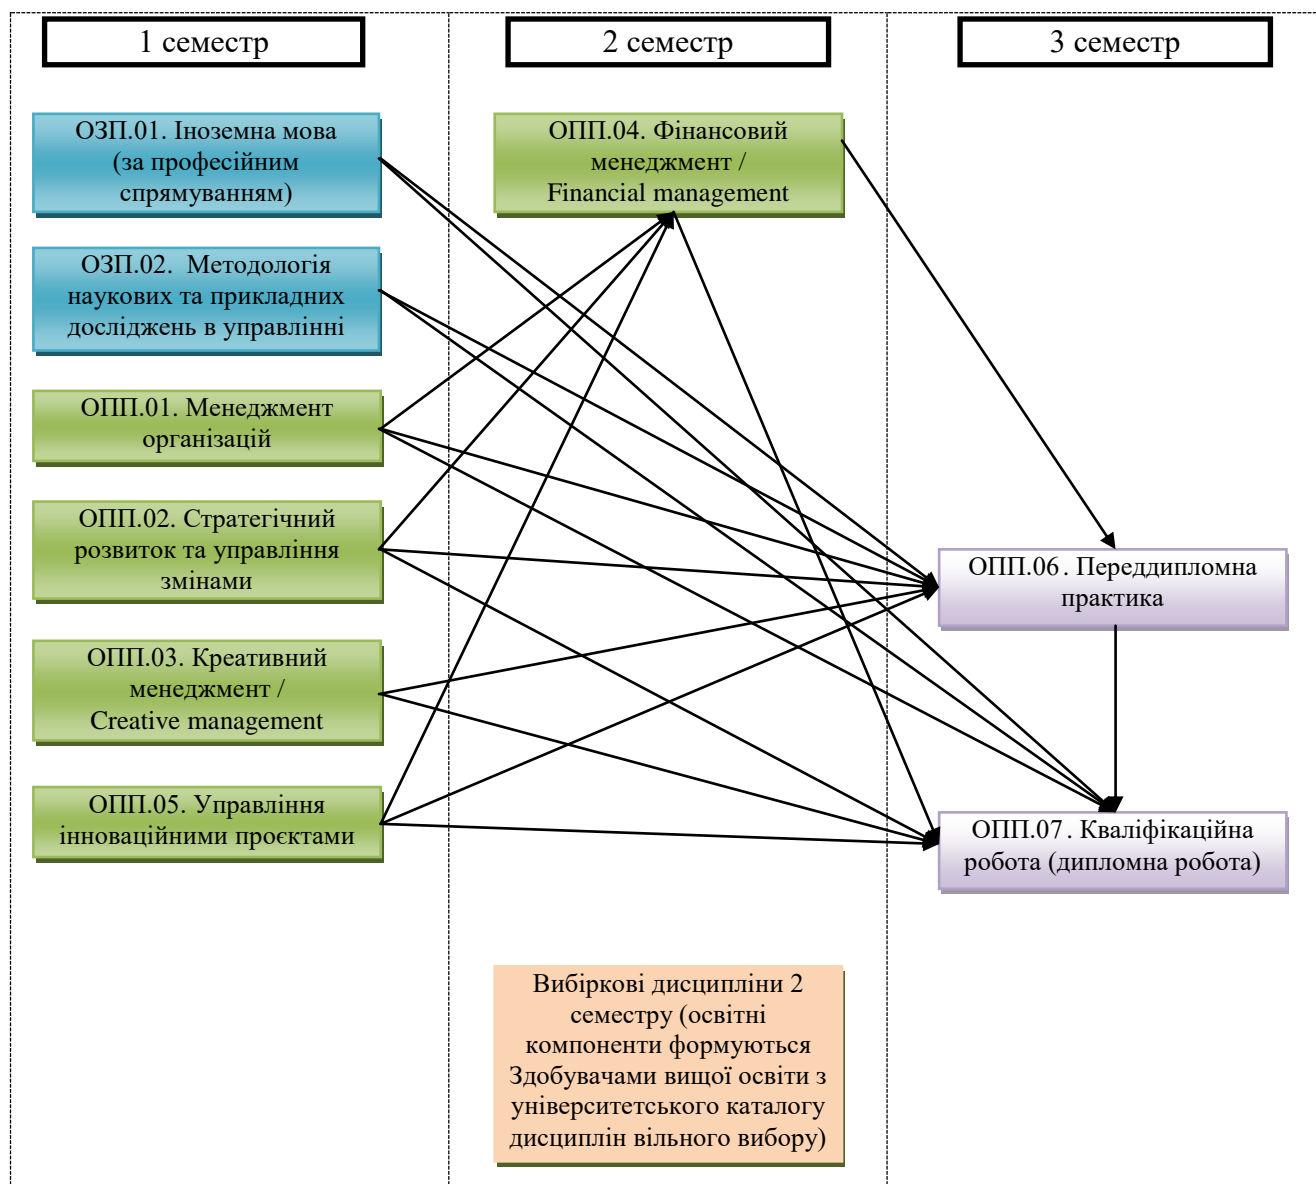 1 семестр
2 семестр
3 семестр
ОЗП.01. Іноземна мова
(за професійним
спрямуванням)
ОЗП.02.  Методологія
наукових та прикладних
досліджень в управлінні
ОПП.01. Менеджмент
організацій
ОПП.02. Стратегічний
розвиток та управління
змінами
ОПП.03. Креативний
менеджмент /
Creative management
ОПП.05. Управління
інноваційними проєктами
ОПП.04. Фінансовий
менеджмент /
Financial management
Вибіркові дисципліни 2
семестру (освітні
компоненти формуються
Здобувачами вищої освіти з
університетського каталогу
дисциплін вільного вибору)
ОПП.06. Переддипломна
практика
ОПП.07. Кваліфікаційна
робота (дипломна робота)